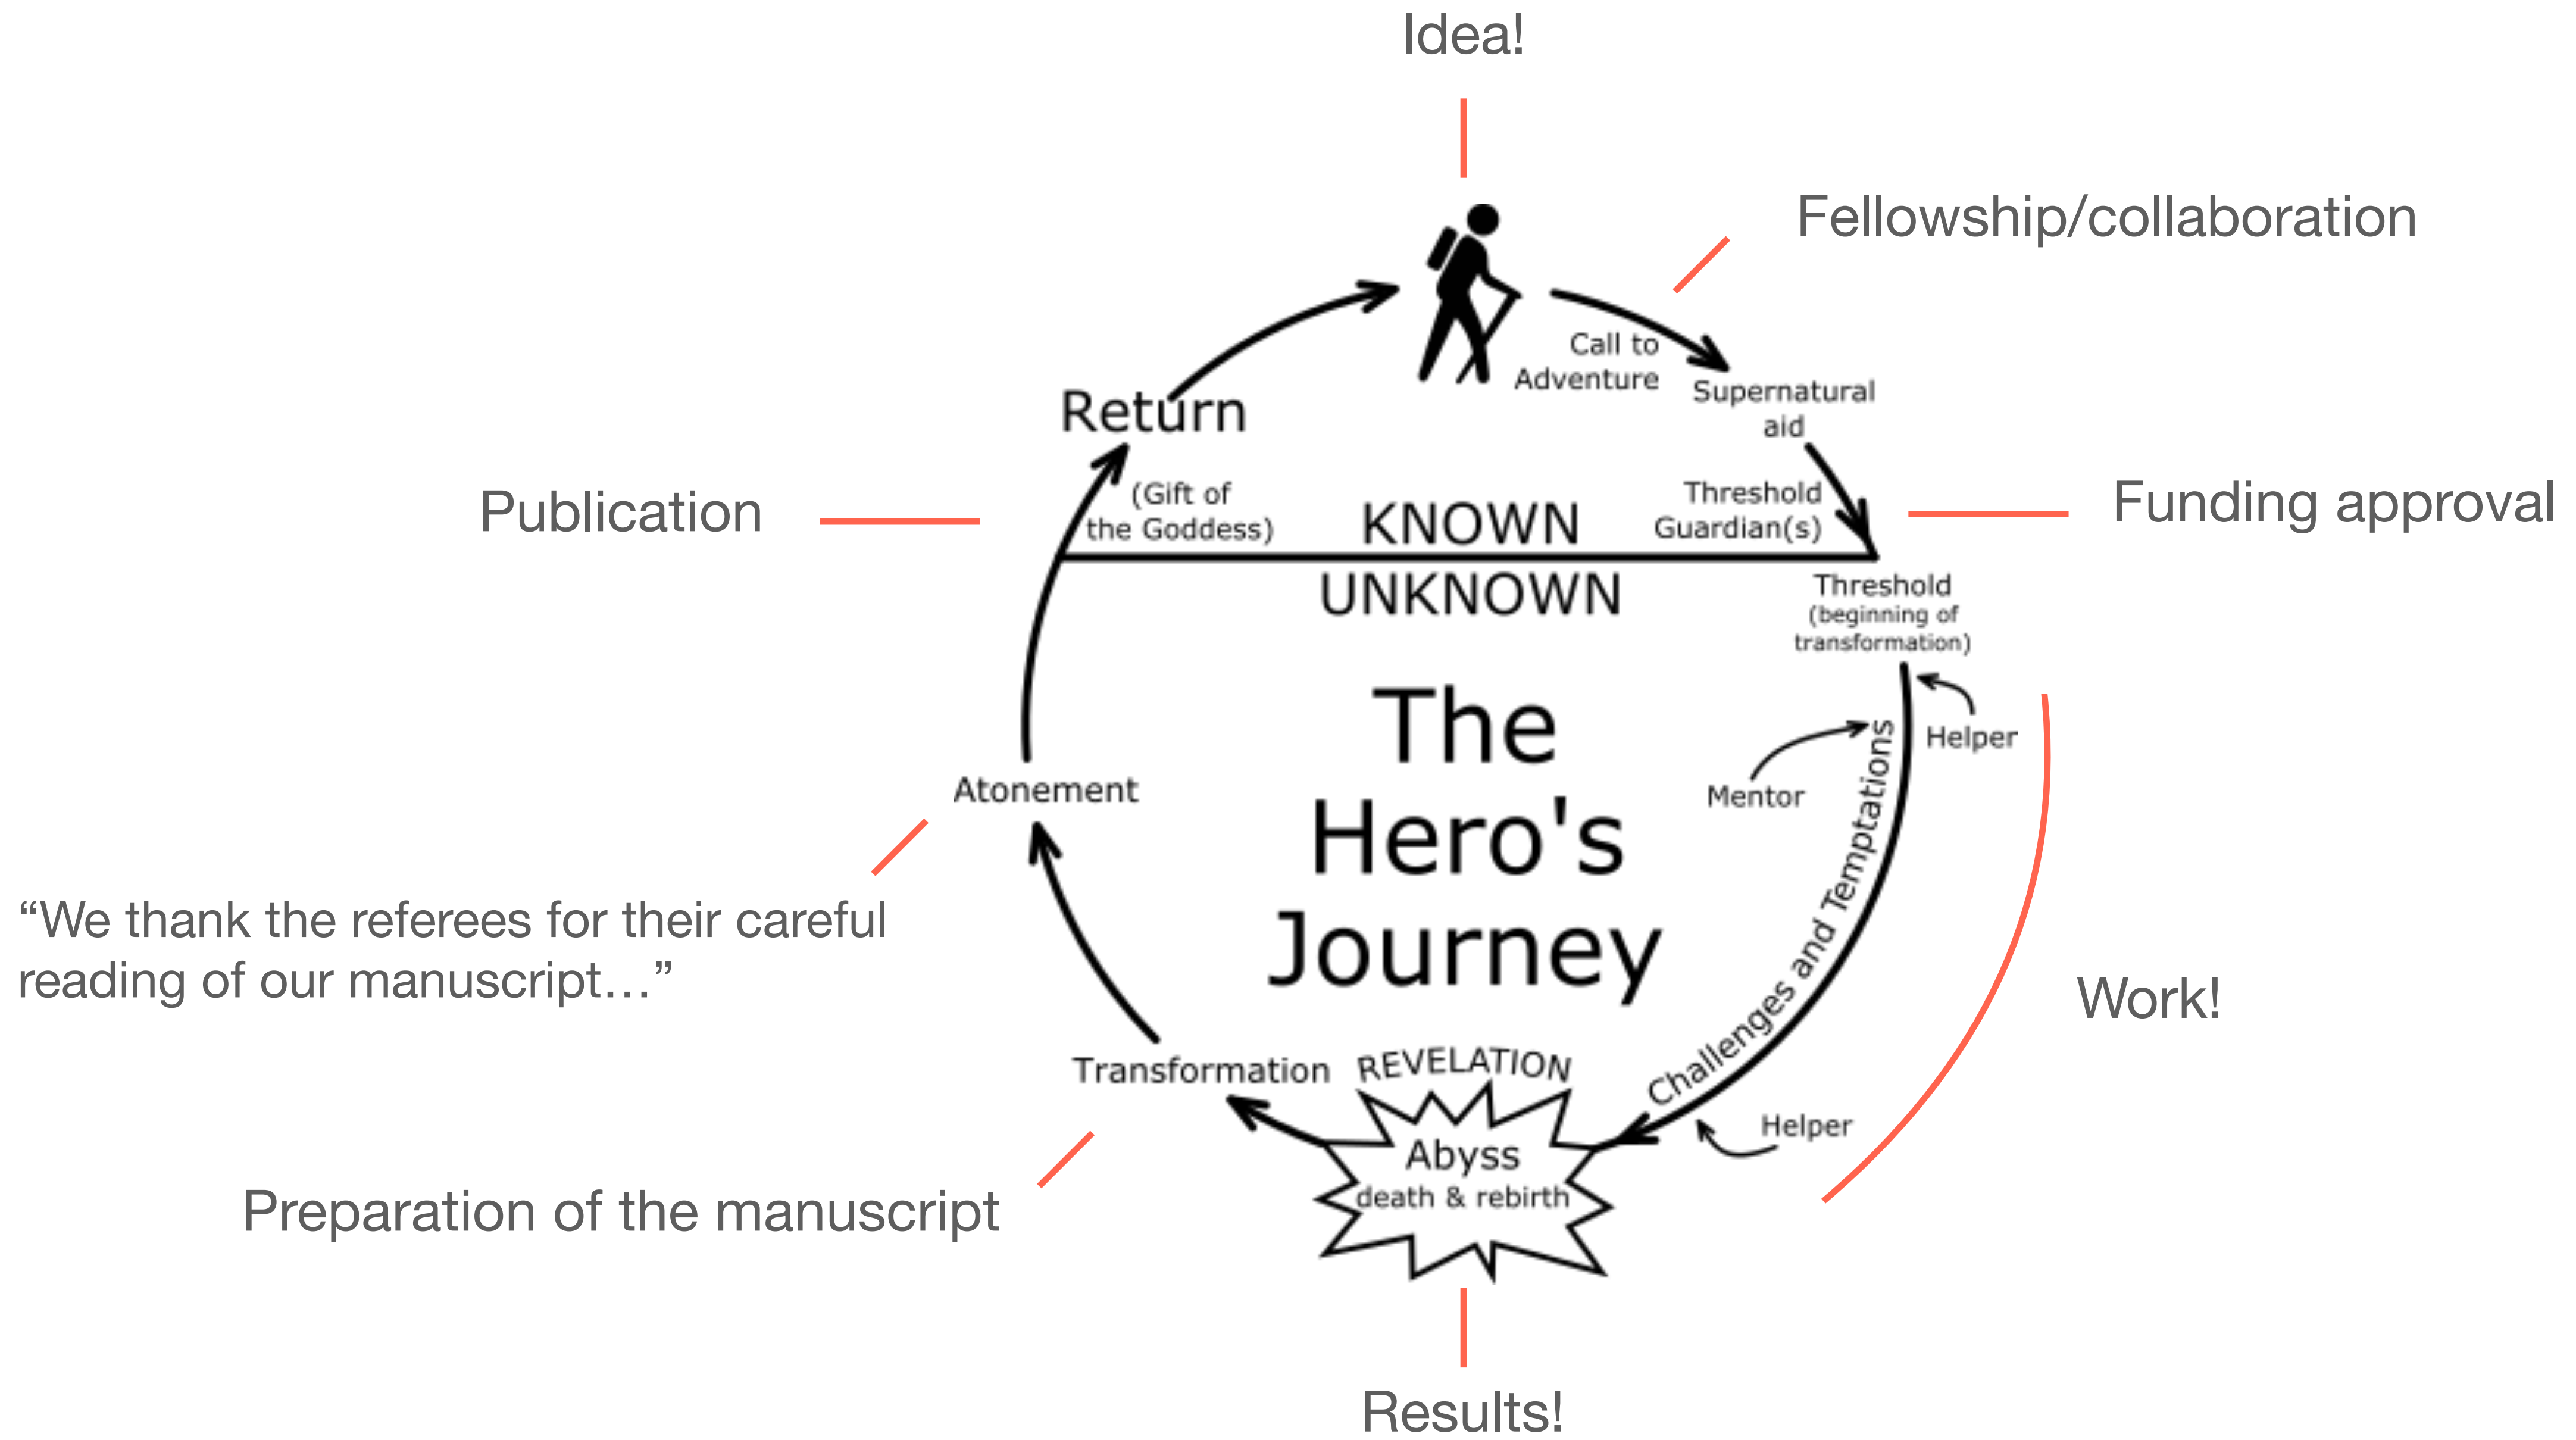 Idea!
Fellowship/collaboration
Call to
Adventure
Supernatural
aid
Return
(Gift of
the Goddess)
KNOWN
Threshold
Guardian(s)
Publication
Funding approval
UNKNOWN
Threshold
(beginning of
transformation)
The
Hero's
Journey
Helper
Mentor
Challenges and Temptations
Atonement
“We thank the referees for their careful
reading of our manuscript…”
Work!
Transformation
REVELATION
Abyss
death & rebirth
Helper
Preparation of the manuscript
Results!